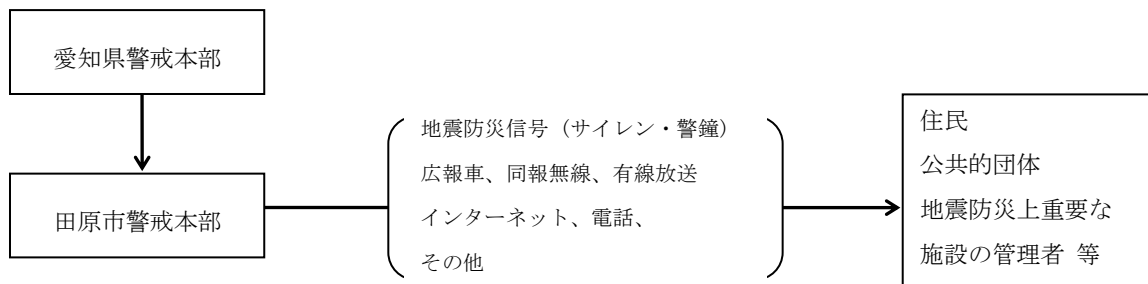 愛知県警戒本部
田原市警戒本部
地震防災信号（サイレン・警鐘）
広報車、同報無線、有線放送
インターネット、電話、
その他
住民
公共的団体
地震防災上重要な
施設の管理者 等